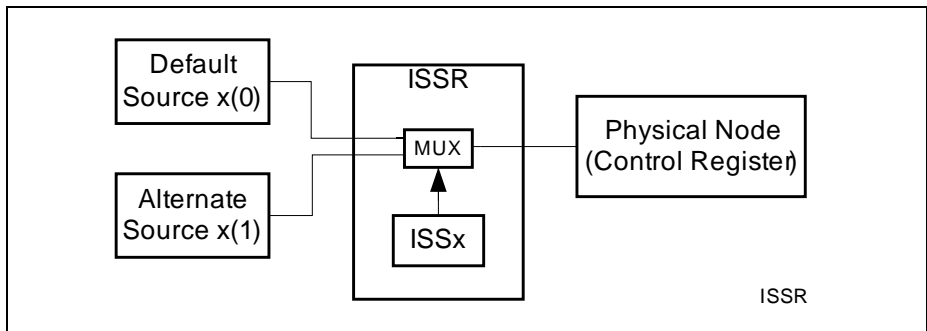 Default
Source x(0)
Alternate
Source x(1)
ISSR
MUX
ISSx
Physical Node
(Control Register)
ISSR